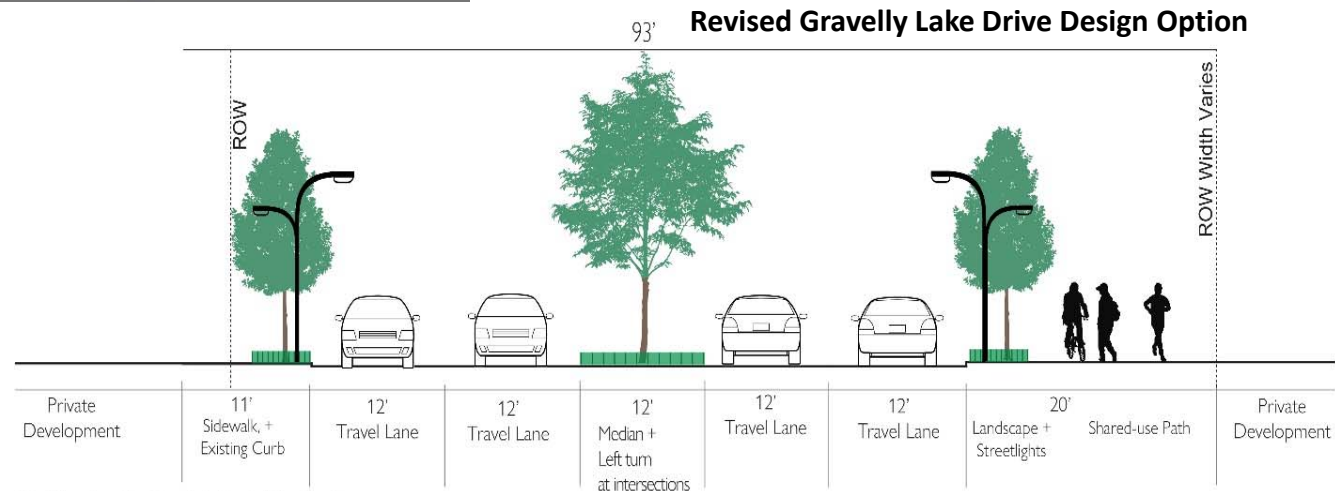 Revised Gravelly Lake Drive Design Option
93'
ROW
ROW Width Varies
Private
Development
11'
Sidewalk, +
Existing Curb
12'
Travel Lane
12'
Travel Lane
12'
Median +
Left turn
at intersections
12'
Travel Lane
12'
Travel Lane
20'
Landscape +
Streetlights
Shared-use Path
Private
Development